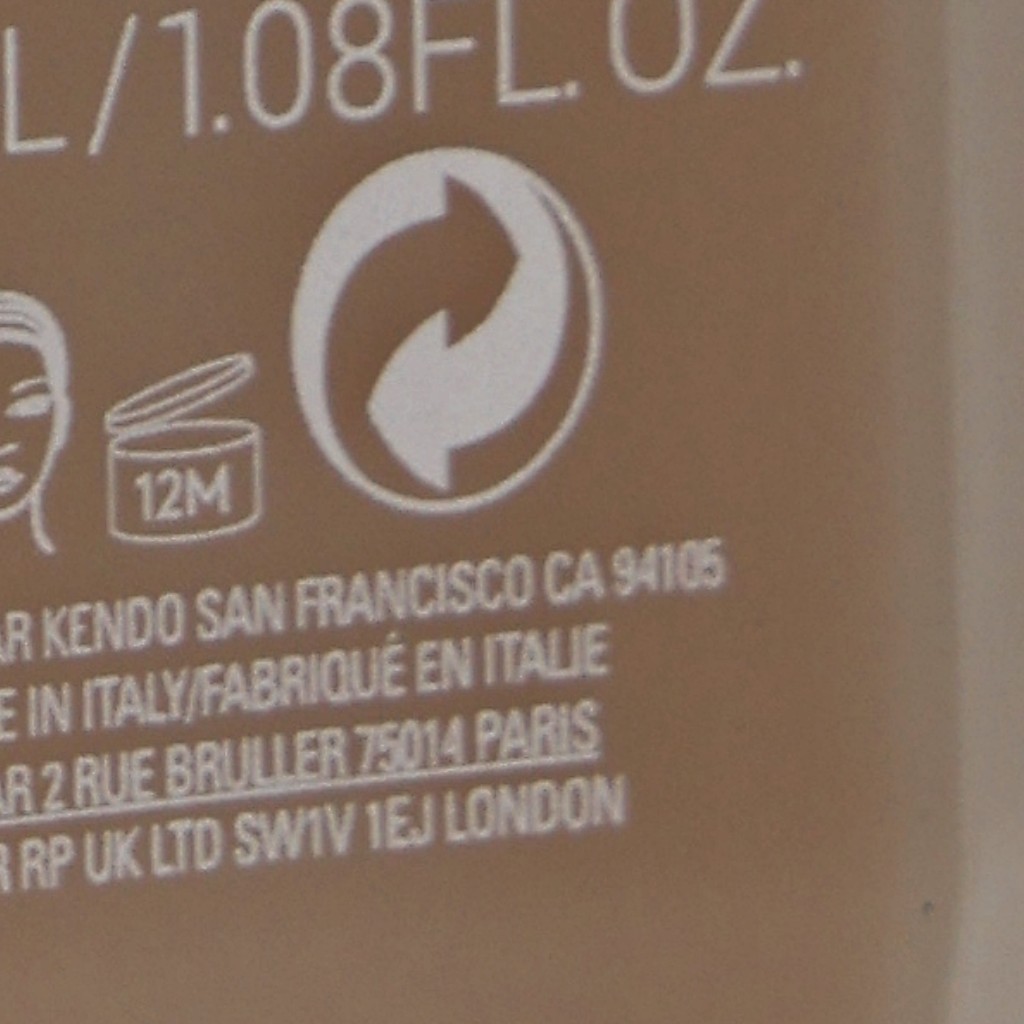 L / 1.08FL. OZ.
12M
AR KENDO SAN FRANCISCO CA 94105
E IN ITALY/FABRIQUÉ EN ITALIE
AR 2 RUE BRULLER 75014 PARIS
R RP UK LTD SW1V 1EJ LONDON